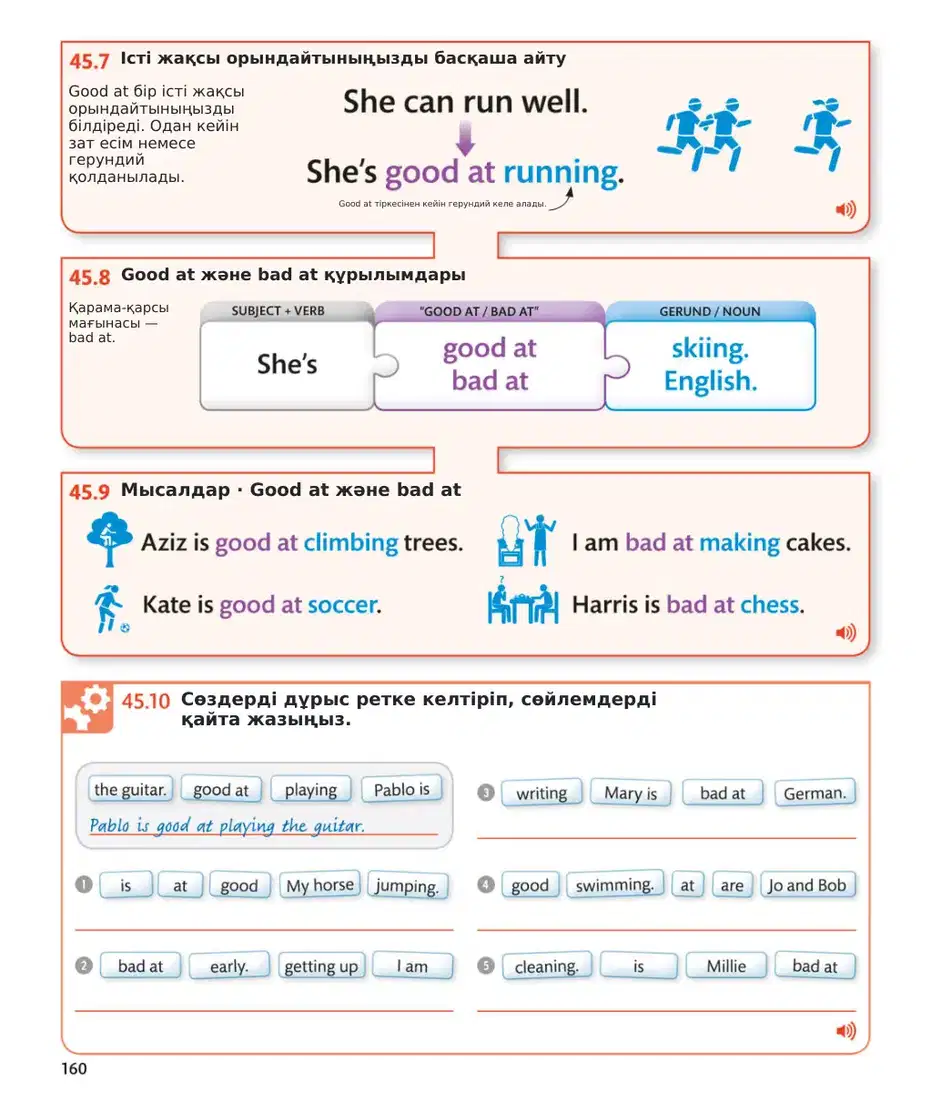 45.7 Істі жақсы орындайтыныңызды басқаша айту
Good at бір істі жақсы
орындайтыныңызды
білдіреді. Одан кейін
зат есім немесе
герундий
қолданылады.
She can run well.
She's good at running.
Good at тіркесінен кейін герундий келе алады.
45.8 Good at және bad at құрылымдары
Қарама-қарсы
мағынасы —
bad at.
SUBJECT + VERB
"GOOD AT / BAD AT"
GERUND / NOUN
She's
good at
bad at
skiing.
English.
45.9 Мысалдар · Good at және bad at
Aziz is good at climbing trees.
I am bad at making cakes.
Kate is good at soccer.
?
Harris is bad at chess.
45.10 Сөздерді дұрыс ретке келтіріп, сөйлемдерді
қайта жазыңыз.
the guitar. good at playing Pablo is
Pablo is good at playing the guitar.
1 is at good My horse jumping.
2 bad at early. getting up I am
3 writing Mary is bad at German.
4 good swimming. at are Jo and Bob
5 cleaning. is Millie bad at
160